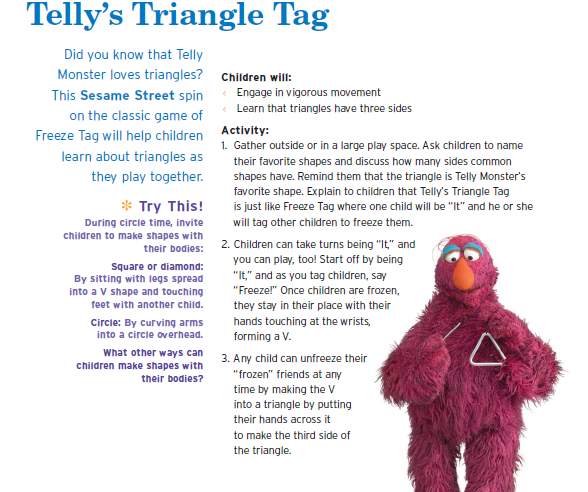 Telly's Triangle Tag
Did you know that Telly
Monster loves triangles?
This Sesame Street spin
on the classic game of
Freeze Tag will help children
learn about triangles as
they play together.
Try This!
During circle time, invite
children to make shapes with
their bodies:
Square or diamond:
By sitting with legs spread
into a V shape and touching
feet with another child.
Circle: By curving arms
into a circle overhead.
What other ways can
children make shapes with
their bodies?
Children will:
Engage in vigorous movement
Learn that triangles have three sides
Activity:
1. Gather outside or in a large play space. Ask children to name
their favorite shapes and discuss how many sides common
shapes have. Remind them that the triangle is Telly Monster's
favorite shape. Explain to children that Telly's Triangle Tag
is just like Freeze Tag where one child will be "It" and he or she
will tag other children to freeze them.
2. Children can take turns being "It," and
you can play, too! Start off by being
"It," and as you tag children, say
"Freeze!" Once children are frozen,
they stay in their place with their
hands touching at the wrists,
forming a V.
3. Any child can unfreeze their
"frozen" friends at any
time by making the V
into a triangle by putting
their hands across it
to make the third side of
the triangle.